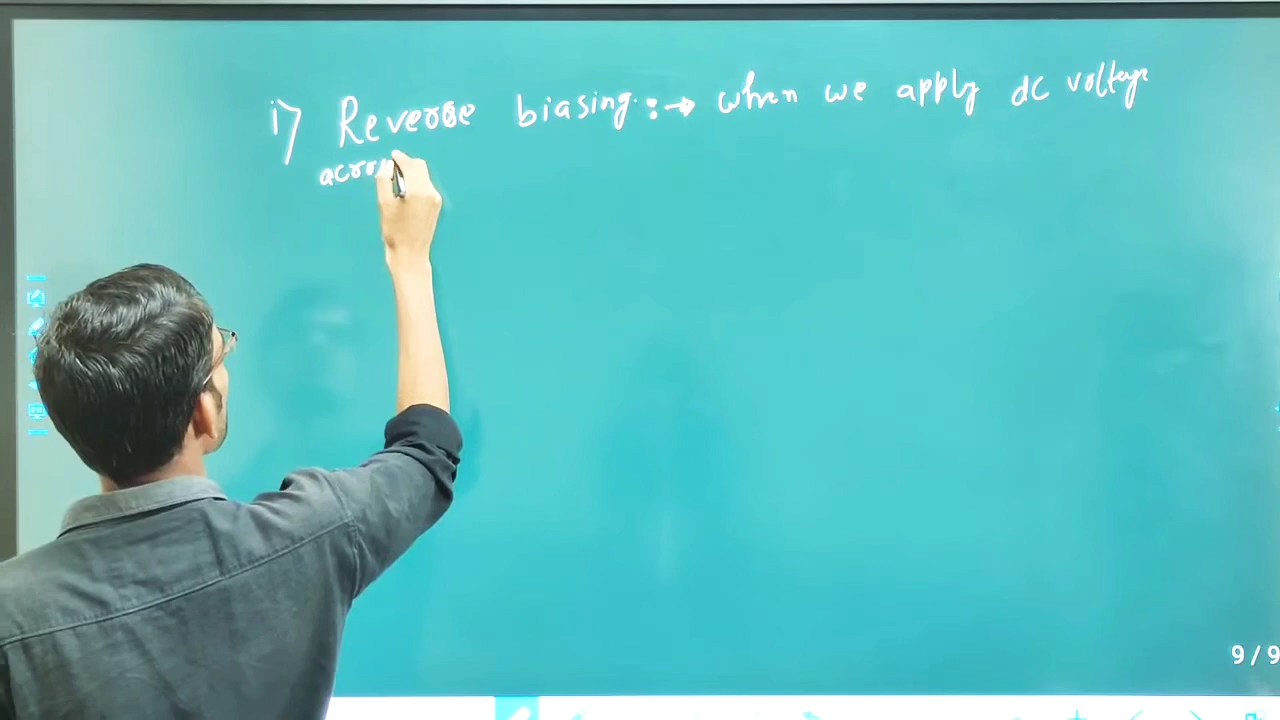 i) Reverse biasing :→ when we apply dc voltage
across
9/9